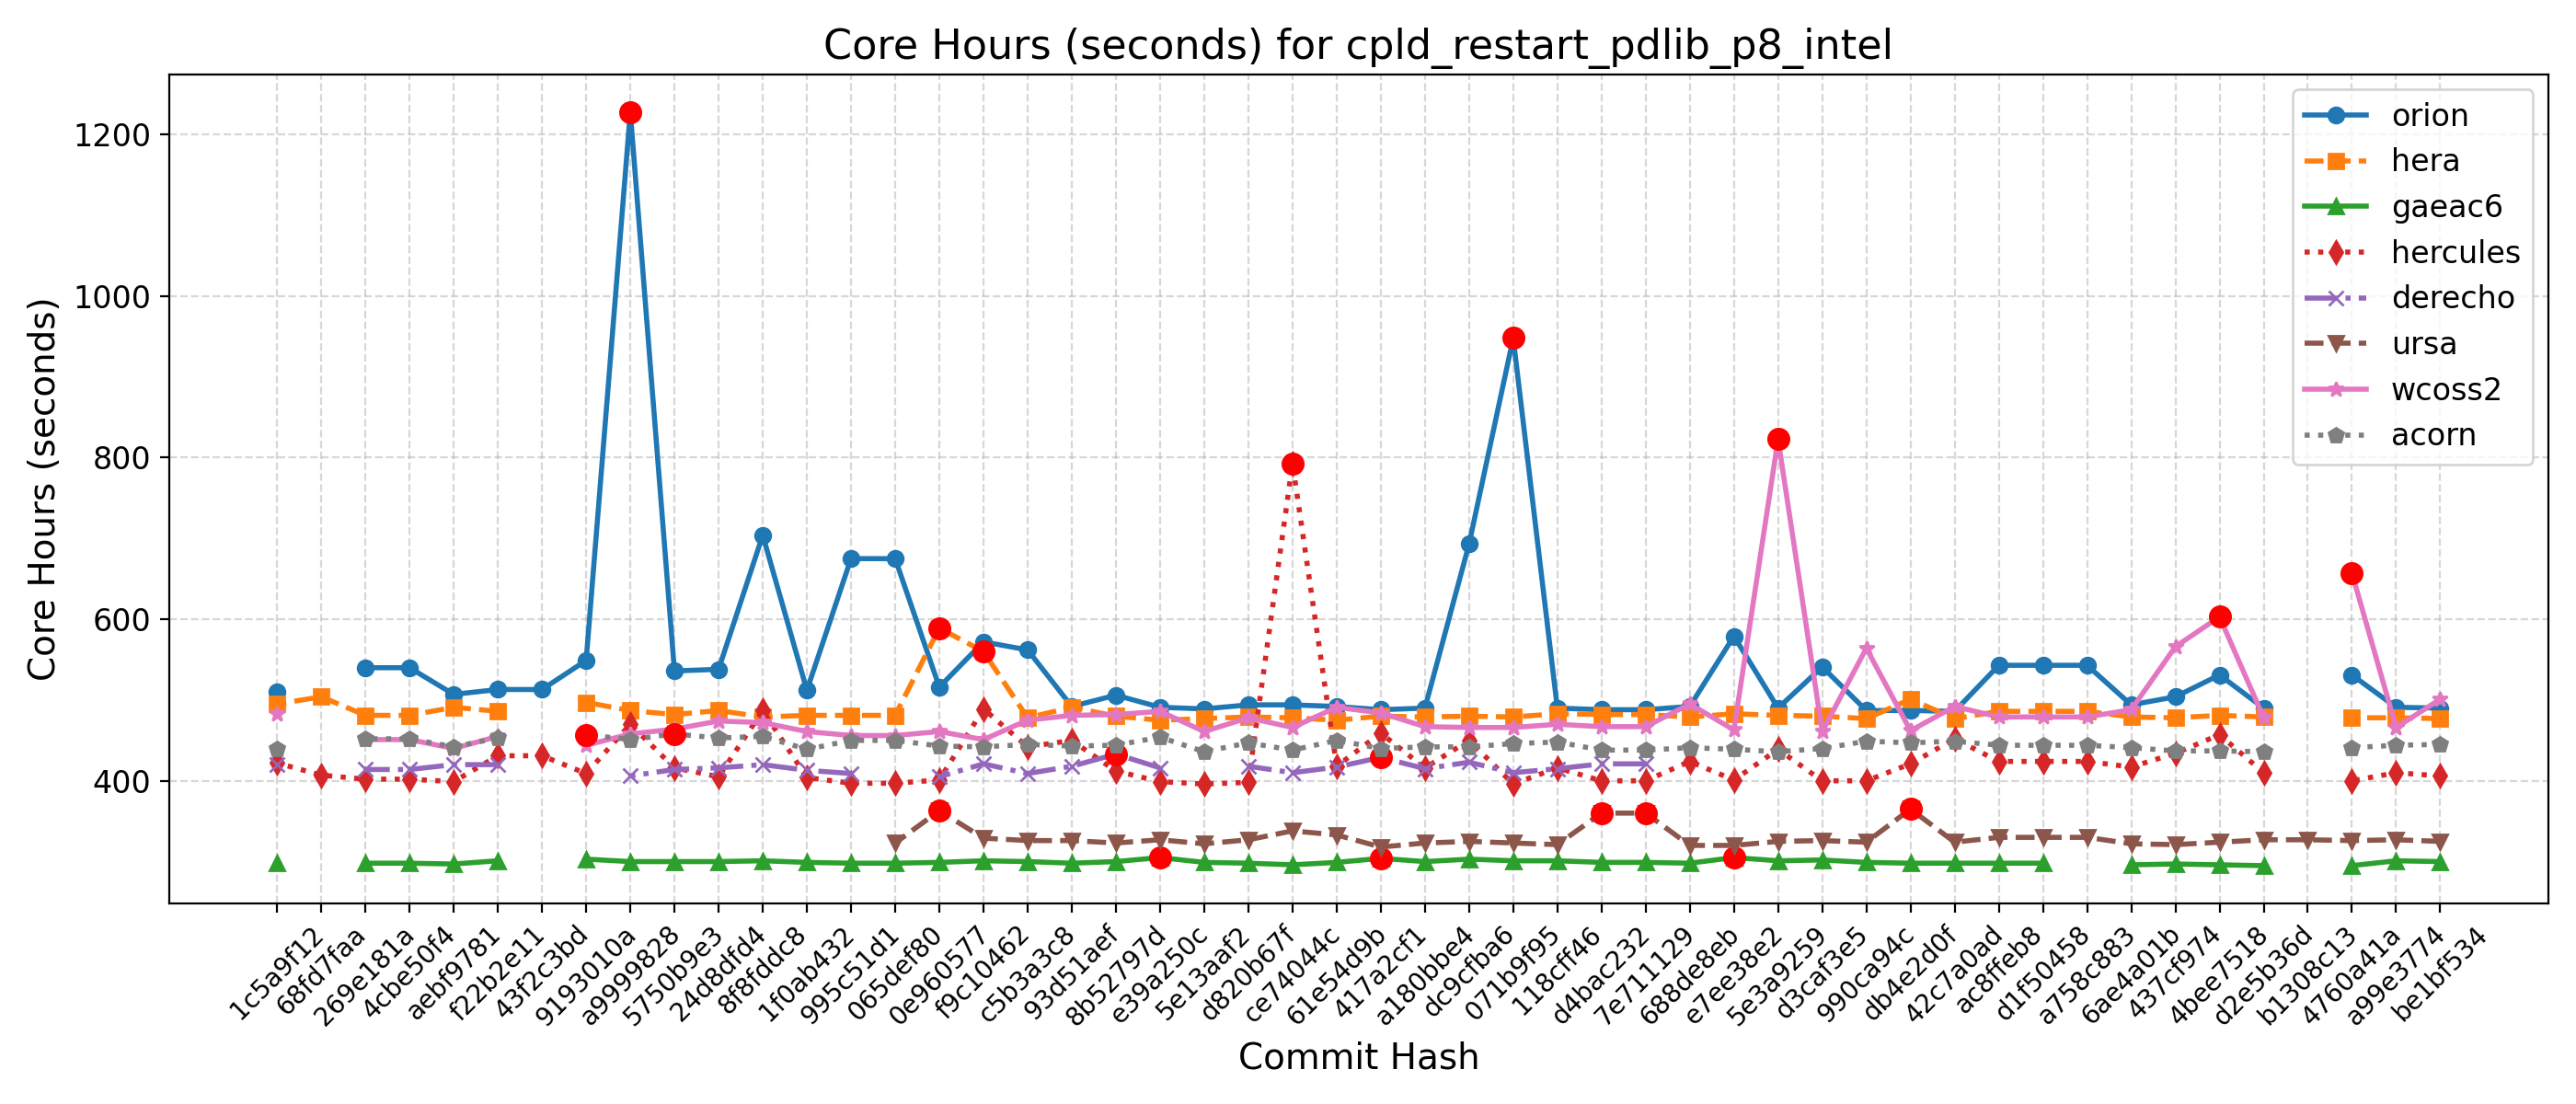 Core Hours (seconds) for cpld_restart_pdlib_p8_intel
Core Hours (seconds)
1200
1000
800
600
400
orion
hera
gaeac6
hercules
derecho
ursa
wcoss2
acorn
1c5a9f12
68fd7faa
269e181a
4cbe50f4
aebf9781
f22b2e11
43f2c3bd
9193010a
a9999828
5750b9e3
24d8dfd4
8f8fddc8
1f0ab432
995c51d1
065def80
0e960577
f9c10462
c5b3a3c8
93d51aef
8b52797d
e39a250c
5e13aaf2
d820b67f
ce74044c
61e54d9b
417a2cf1
a180bbe4
dc9cfba6
071b9f95
118cff46
d4bac232
7e711129
688de8eb
e7ee38e2
5e3a9259
d3caf3e5
990ca94c
db4e2d0f
42c7a0ad
ac8ffeb8
d1f50458
a758c883
6ae4a01b
437cf974
4bee7518
d2e5b36d
b1308c13
4760a41a
a99e3774
be1bf534
Commit Hash